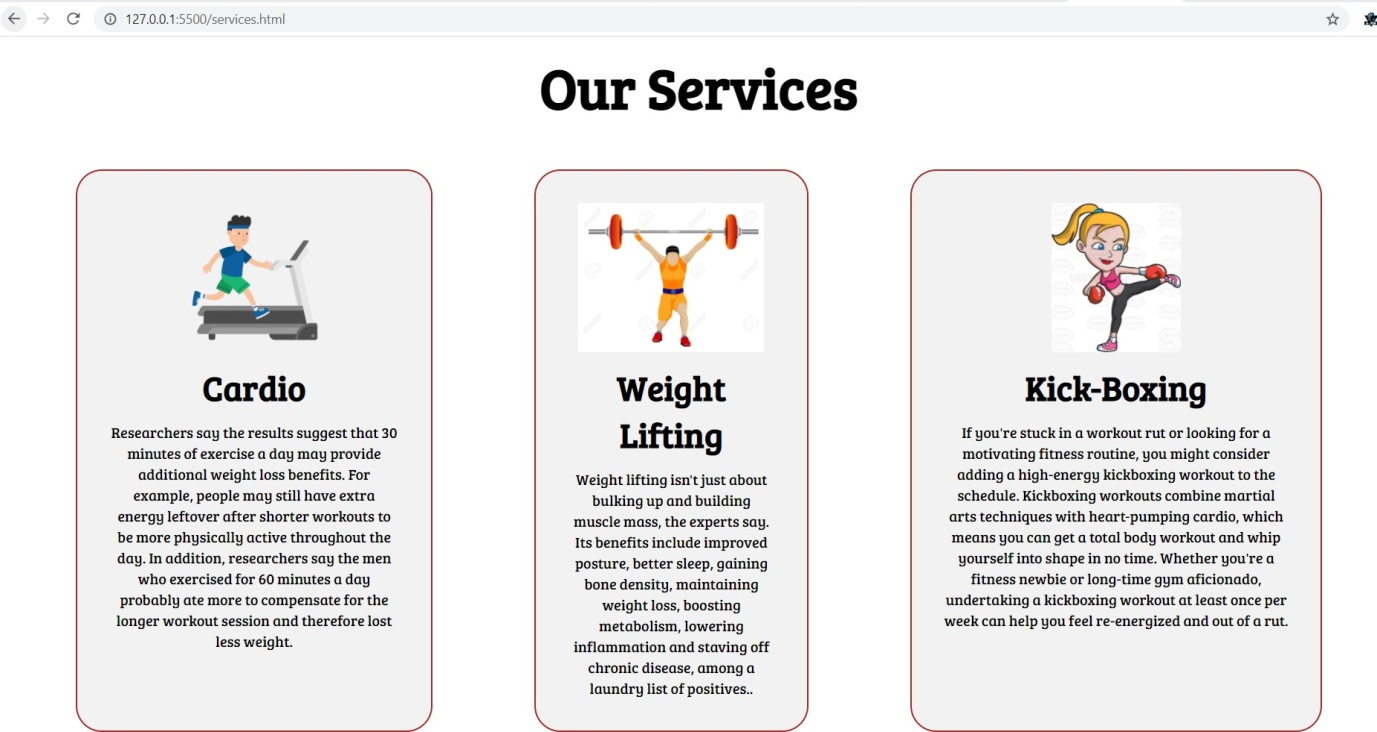 127.0.0.1:5500/services.html
Our Services
Cardio
Researchers say the results suggest that 30
minutes of exercise a day may provide
additional weight loss benefits. For
example, people may still have extra
energy leftover after shorter workouts to
be more physically active throughout the
day. In addition, researchers say the men
who exercised for 60 minutes a day
probably ate more to compensate for the
longer workout session and therefore lost
less weight.
Weight
Lifting
Weight lifting isn't just about
bulking up and building
muscle mass, the experts say.
Its benefits include improved
posture, better sleep, gaining
bone density, maintaining
weight loss, boosting
metabolism, lowering
inflammation and staving off
chronic disease, among a
laundry list of positives..
Kick-Boxing
If you're stuck in a workout rut or looking for a
motivating fitness routine, you might consider
adding a high-energy kickboxing workout to the
schedule. Kickboxing workouts combine martial
arts techniques with heart-pumping cardio, which
means you can get a total body workout and whip
yourself into shape in no time. Whether you're a
fitness newbie or long-time gym aficionado,
undertaking a kickboxing workout at least once per
week can help you feel re-energized and out of a rut.